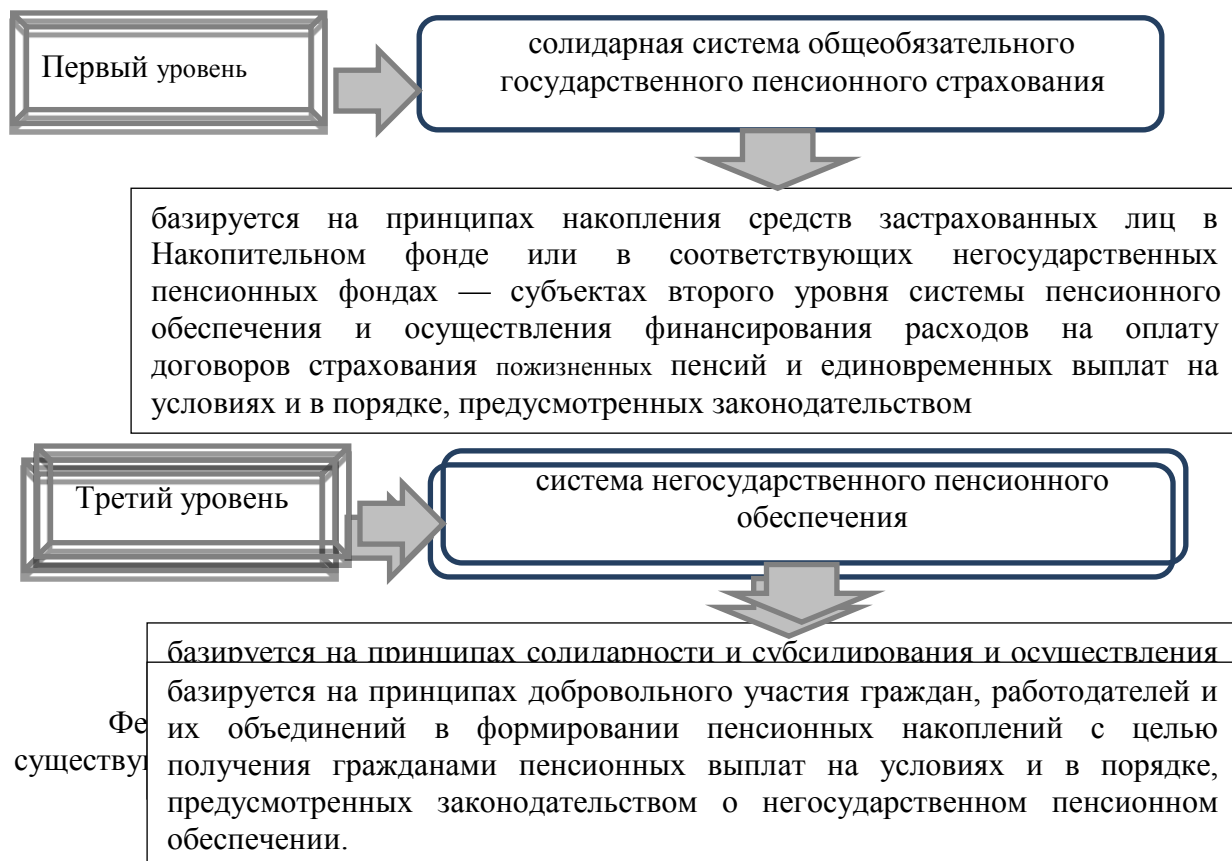 Первый уровень
солидарная система общеобязательного
государственного пенсионного страхования
базируется на принципах накопления средств застрахованных лиц в
Накопительном фонде или в соответствующих негосударственных
пенсионных фондах — субъектах второго уровня системы пенсионного
обеспечения и осуществления финансирования расходов на оплату
договоров страхования пожизненных пенсий и единовременных выплат на
условиях и в порядке, предусмотренных законодательством
Третий уровень
система негосударственного пенсионного
обеспечения
базируется на принципах солидарности и субсидирования и осуществления
базируется на принципах добровольного участия граждан, работодателей и
их объединений в формировании пенсионных накоплений с целью
получения гражданами пенсионных выплат на условиях и в порядке,
предусмотренных законодательством о негосударственном пенсионном
обеспечении.